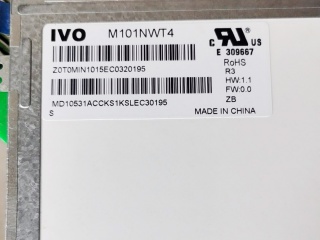 IVO M101NWT4
C US
E 309667
Z0T0MIN1015EC0320195
RoHS
R3
HW:1.1
FW:0.0
ZB
MD10531ACCKS1KSLEC30195
S
MADE IN CHINA